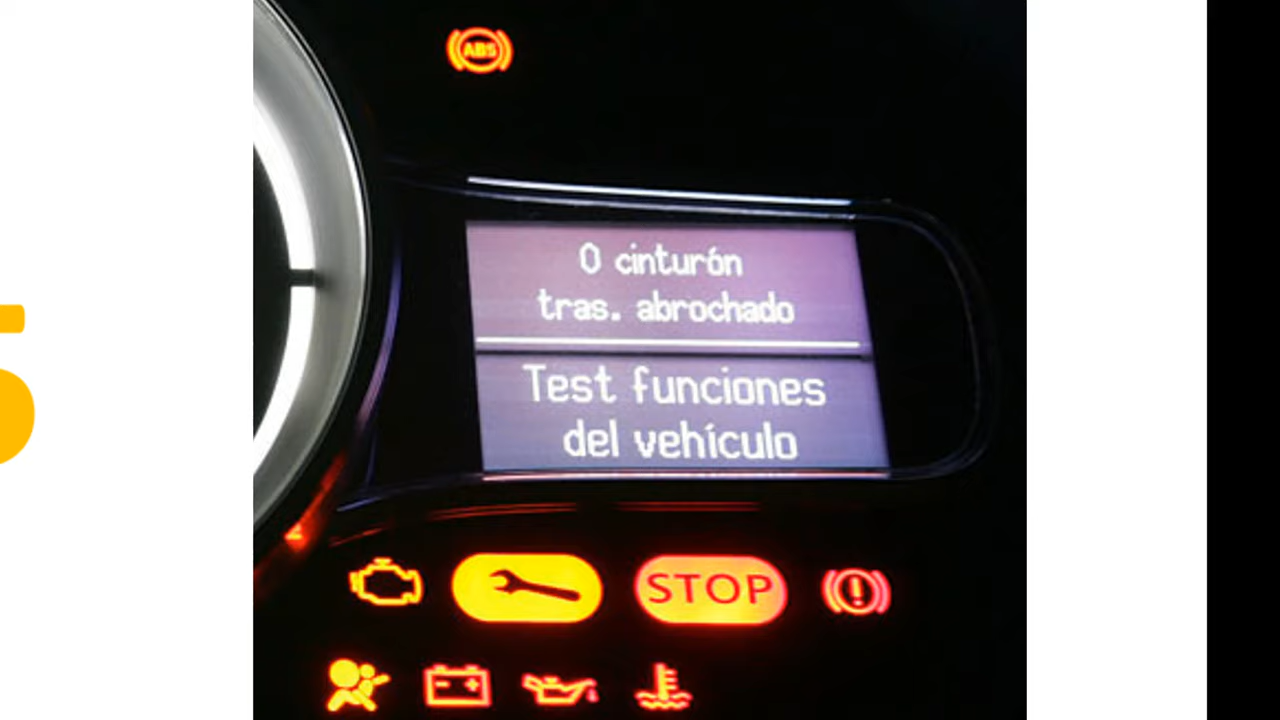 ABS
0 cinturón
tras. abrochado
Test funciones
del vehículo
STOP